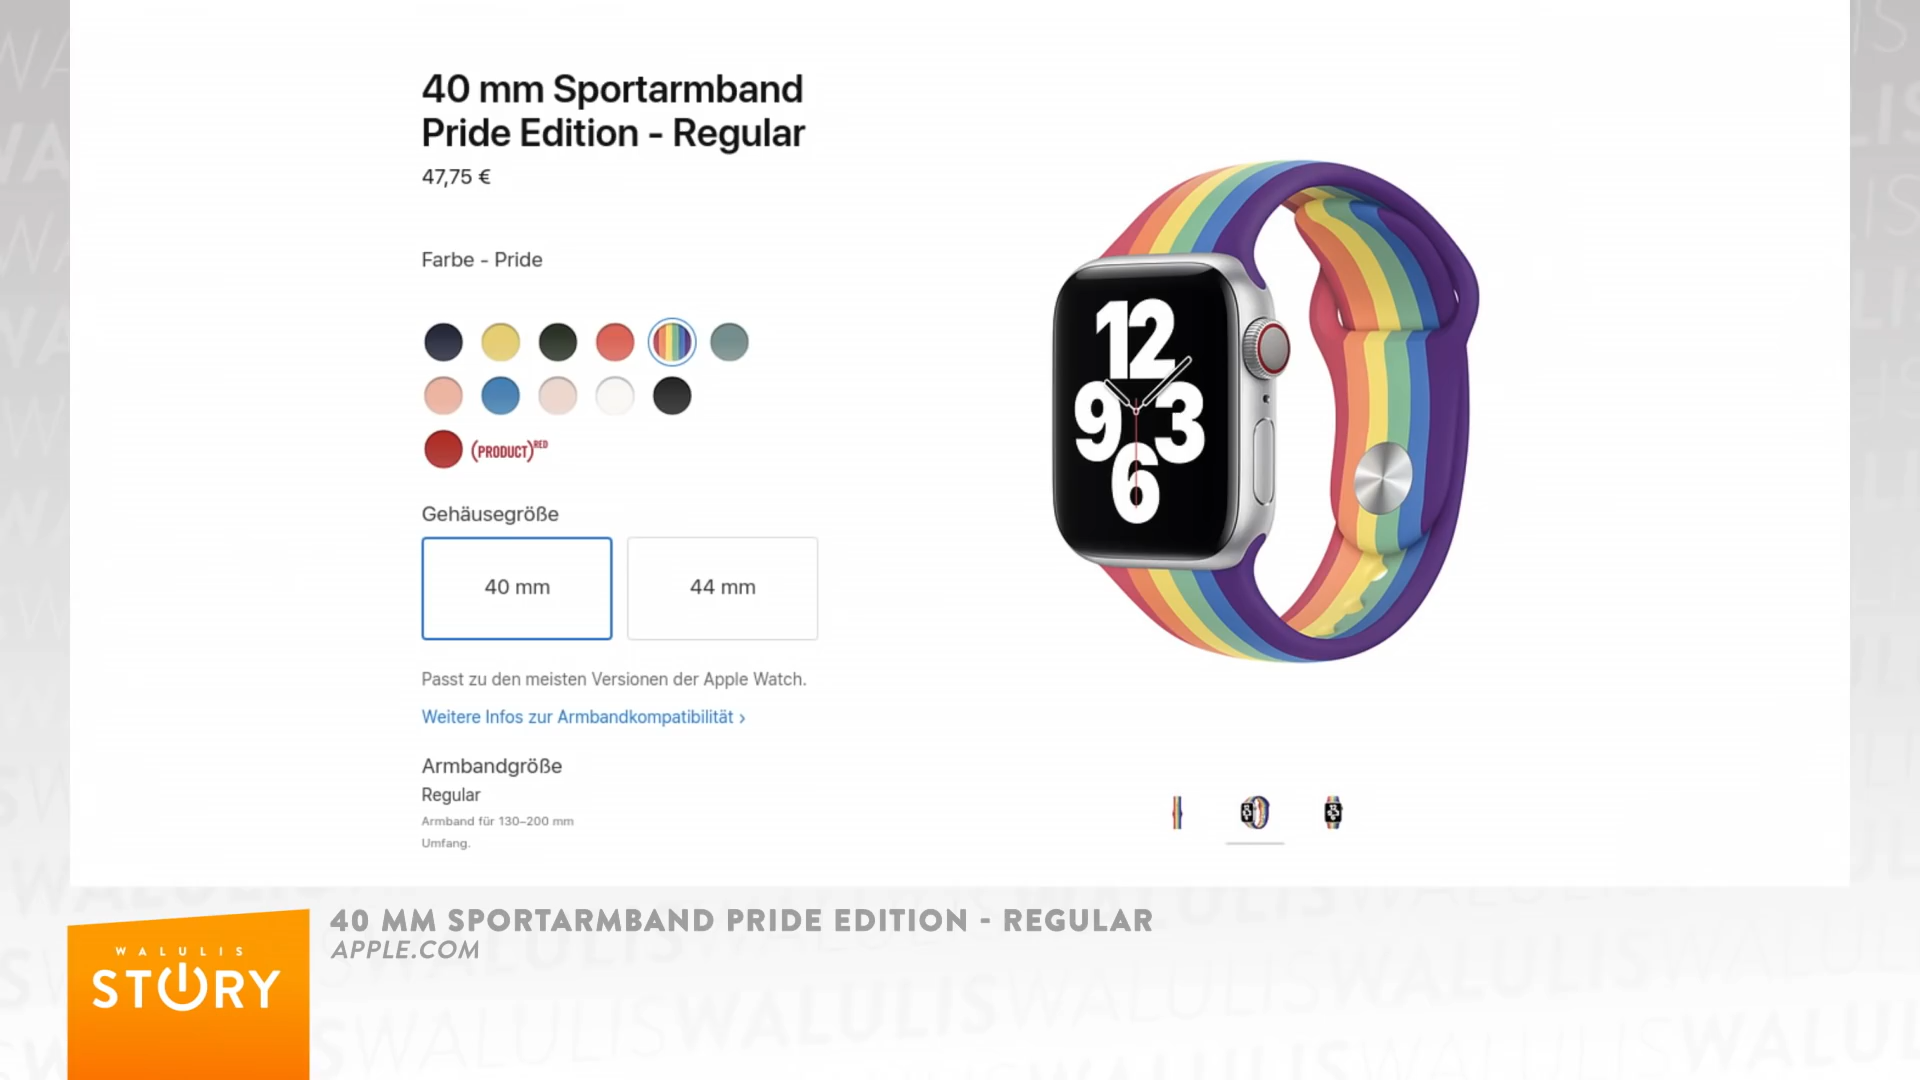 40 mm Sportarmband
Pride Edition - Regular
47,75 €
Farbe - Pride
(PRODUCT)RED
Gehäusegröße
40 mm
44 mm
Passt zu den meisten Versionen der Apple Watch.
Weitere Infos zur Armbandkompatibilität ›
Armbandgröße
Regular
Armband für 130–200 mm
Umfang.
12
9 3
6
40 MM SPORTARMBAND PRIDE EDITION - REGULAR
APPLE.COM
WALULIS
STORY